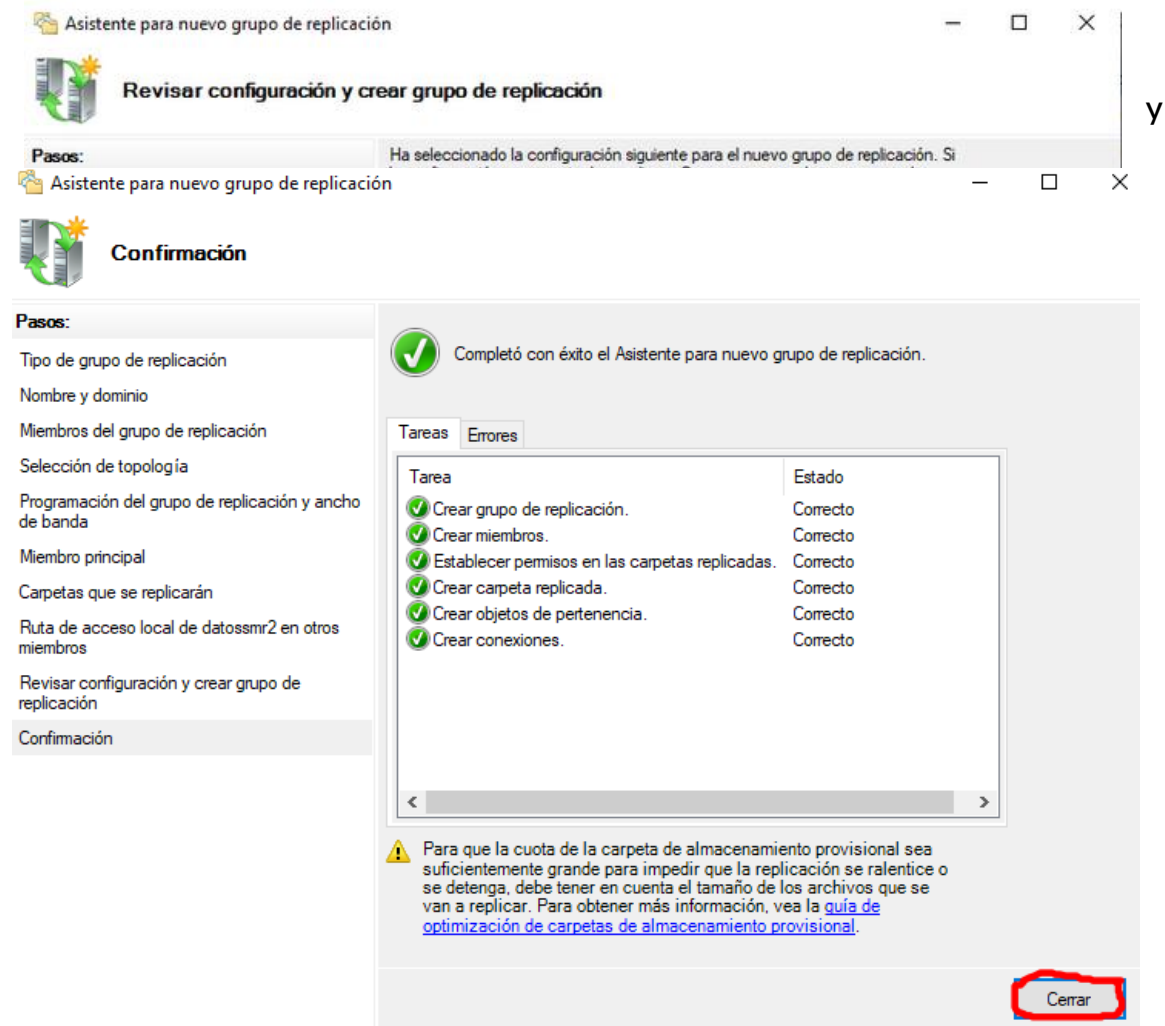 Asistente para nuevo grupo de replicación
Revisar configuración y crear grupo de replicación
y
Pasos:
Ha seleccionado la configuración siguiente para el nuevo grupo de replicación. Si
Asistente para nuevo grupo de replicación
Confirmación
Pasos:
Tipo de grupo de replicación
Nombre y dominio
Miembros del grupo de replicación
Selección de topología
Programación del grupo de replicación y ancho
de banda
Miembro principal
Carpetas que se replicarán
Ruta de acceso local de datossmr2 en otros
miembros
Revisar configuración y crear grupo de
replicación
Confirmación
Completó con éxito el Asistente para nuevo grupo de replicación.
Tareas Errores
Tarea Estado
Crear grupo de replicación. Correcto
Crear miembros. Correcto
Establecer permisos en las carpetas replicadas. Correcto
Crear carpeta replicada. Correcto
Crear objetos de pertenencia. Correcto
Crear conexiones. Correcto
Para que la cuota de la carpeta de almacenamiento provisional sea
suficientemente grande para impedir que la replicación se ralentice o
se detenga, debe tener en cuenta el tamaño de los archivos que se
van a replicar. Para obtener más información, vea la guía de
optimización de carpetas de almacenamiento provisional.
Cerrar